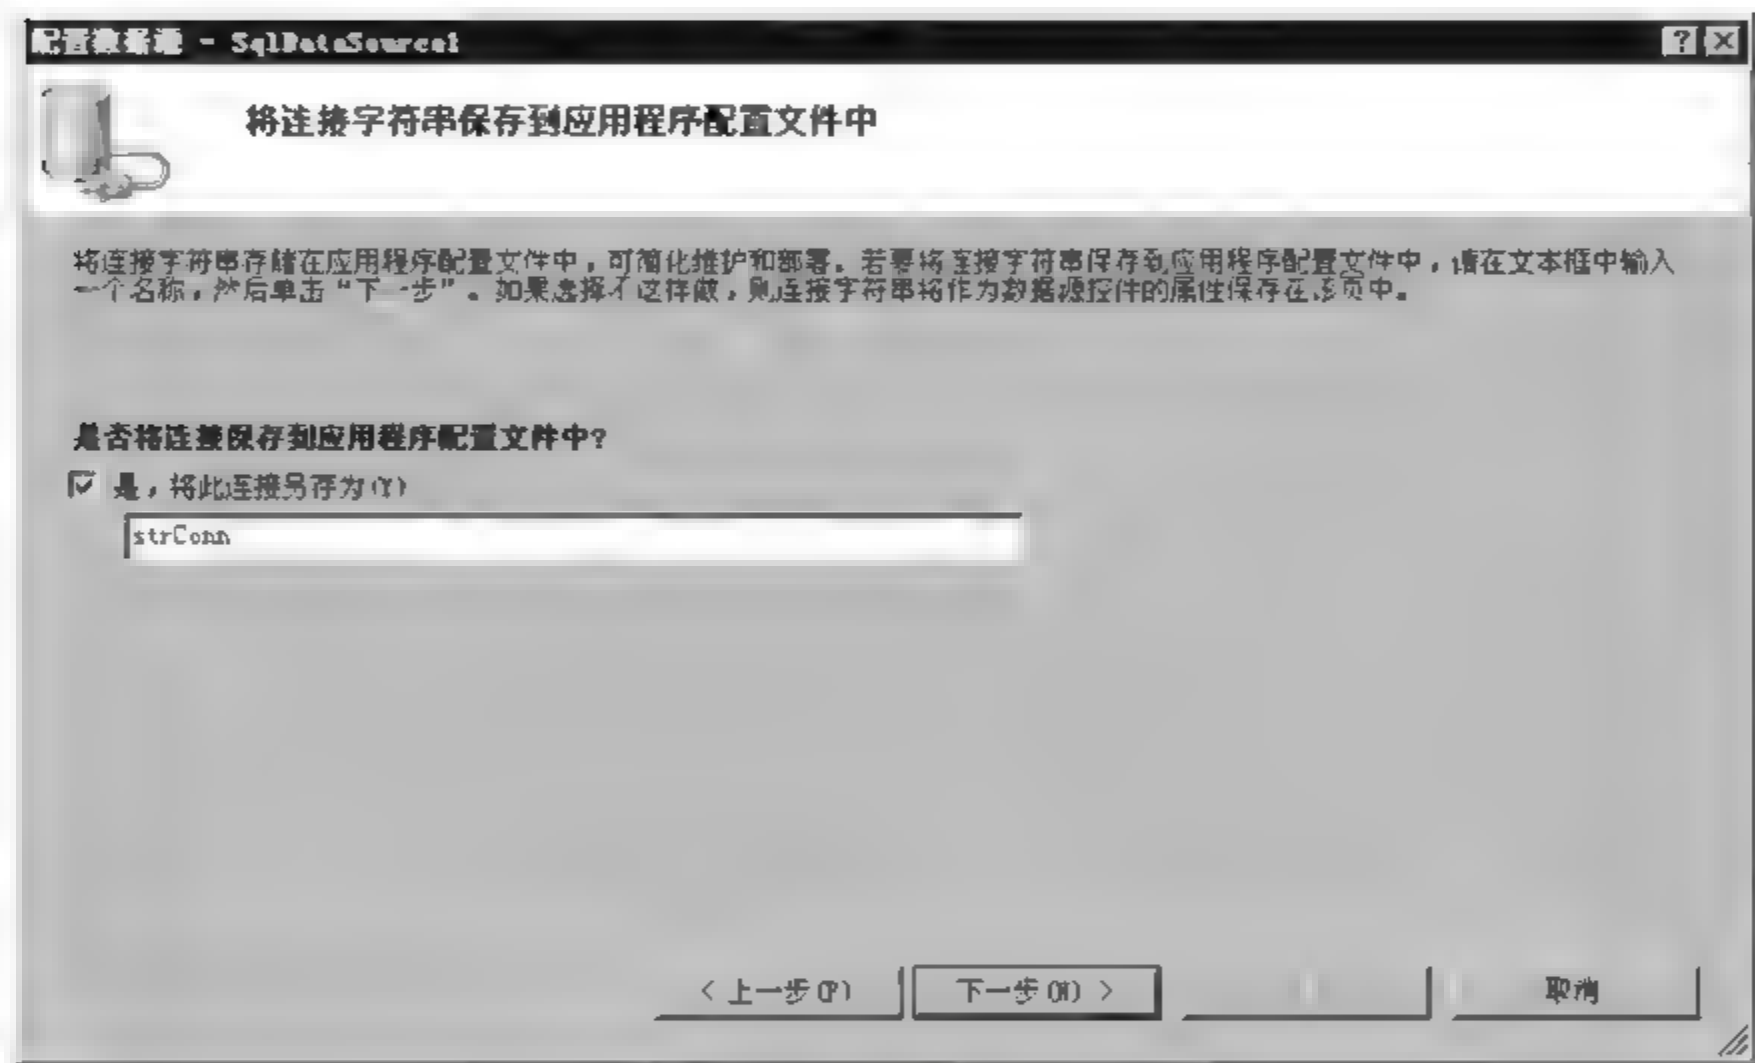 配置数据源 - SqlDataSource1
将连接字符串保存到应用程序配置文件中
将连接字符串存储在应用程序配置文件中，可简化维护和部署。若要将连接字符串保存到应用程序配置文件中，请在文本框中输入
一个名称，然后单击“下一步”。如果选择不这样做，则连接字符串将作为数据源控件的属性保存在该页中。
是否将连接保存到应用程序配置文件中?
是，将此连接另存为(Y)
strConn
< 上一步(P)
下一步(N) >
取消